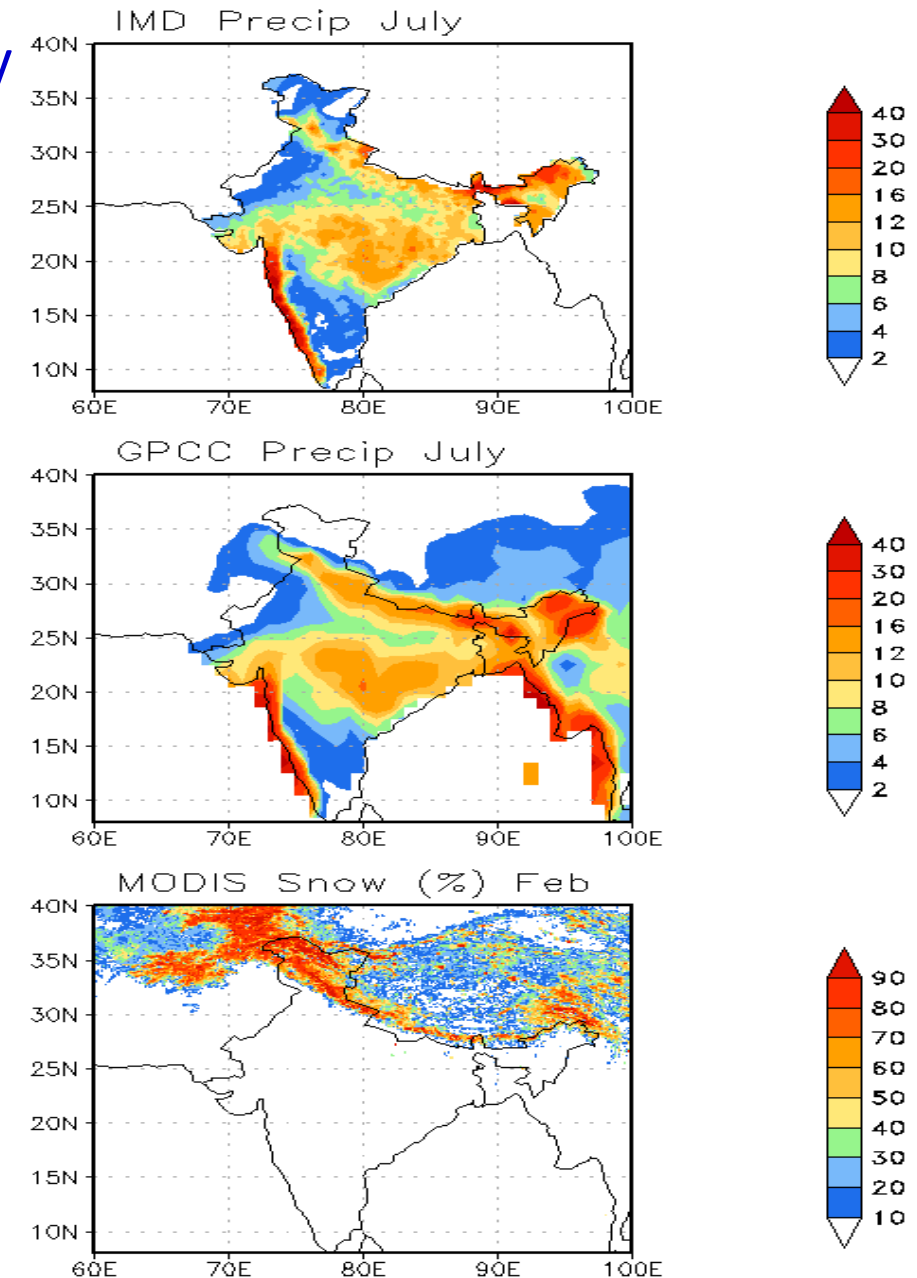 y
IMD Precip July
40N
35N
30N
25N
20N
15N
10N
60E 70E 80E 90E 100E
40
30
20
16
12
10
8
6
4
2
GPCC Precip July
40N
35N
30N
25N
20N
15N
10N
60E 70E 80E 90E 100E
40
30
20
16
12
10
8
6
4
2
MODIS Snow (%) Feb
40N
35N
30N
25N
20N
15N
10N
60E 70E 80E 90E 100E
90
80
70
60
50
40
30
20
10